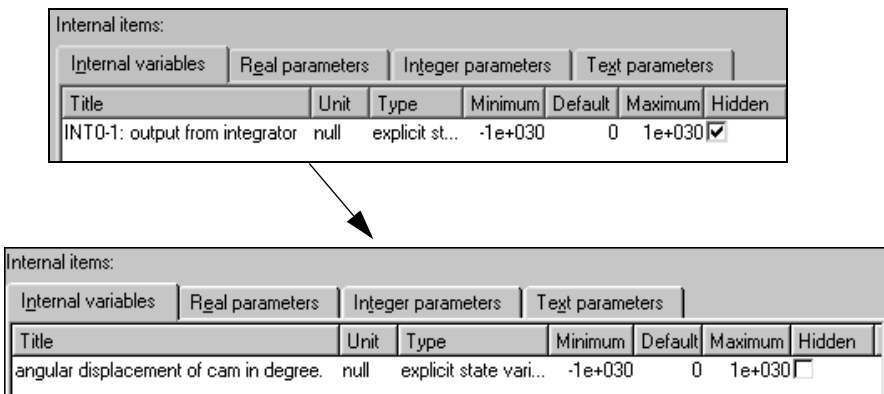 Internal items:
Internal variables Real parameters Integer parameters Text parameters
Title Unit Type Minimum Default Maximum Hidden
INT0-1: output from integrator null explicit st... -1e+030 0 1e+030
Internal items:
Internal variables Real parameters Integer parameters Text parameters
Title Unit Type Minimum Default Maximum Hidden
angular displacement of cam in degree. null explicit state vari... -1e+030 0 1e+030